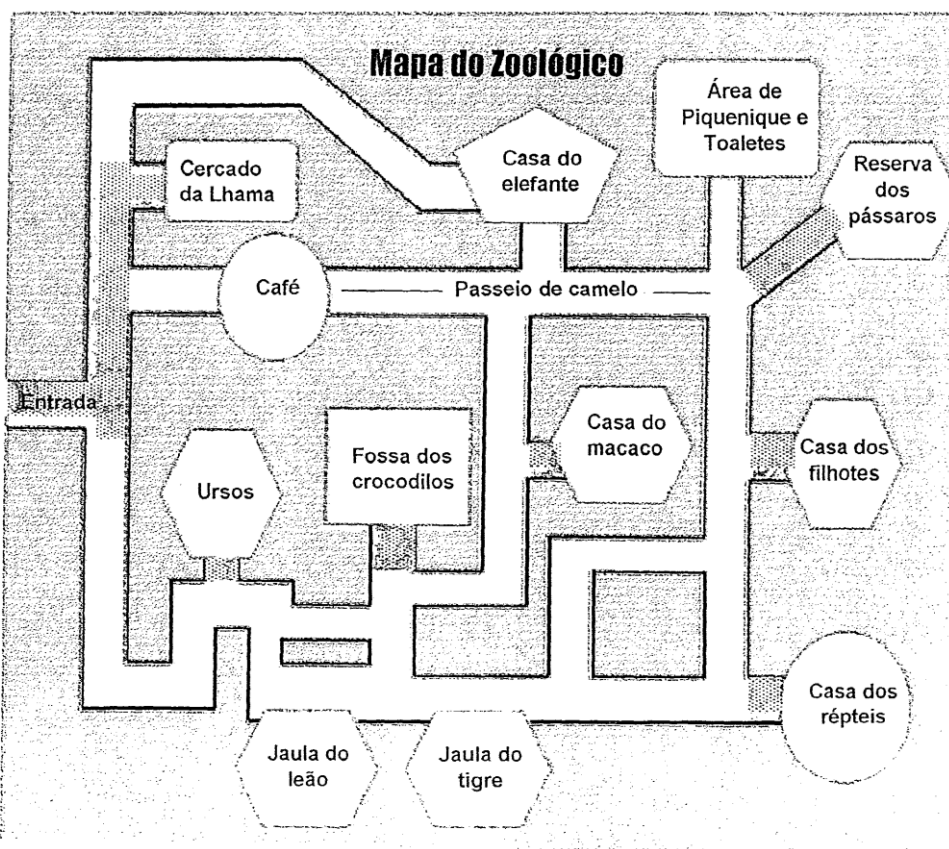 Mapa do Zoológico
Área de
Piquenique e
Toaletes
Casa do
elefante
Reserva
dos
pássaros
Cercado
da Lhama
Café
Passeio de camelo
Entrada
Casa do
macaco
Fossa dos
crocodilos
Casa dos
filhotes
Ursos
Casa dos
répteis
Jaula do
leão
Jaula do
tigre